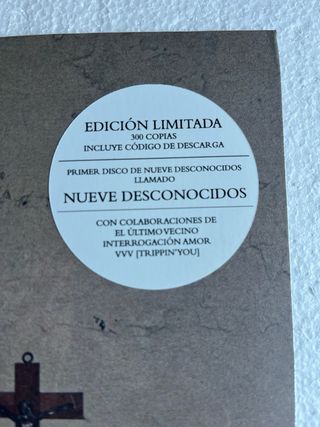 EDICIÓN LIMITADA
300 COPIAS
INCLUYE CÓDIGO DE DESCARGA
PRIMER DISCO DE NUEVE DESCONOCIDOS
LLAMADO
NUEVE DESCONOCIDOS
CON COLABORACIONES DE
EL ÚLTIMO VECINO
INTERROGACIÓN AMOR
VVV [TRIPPIN'YOU]